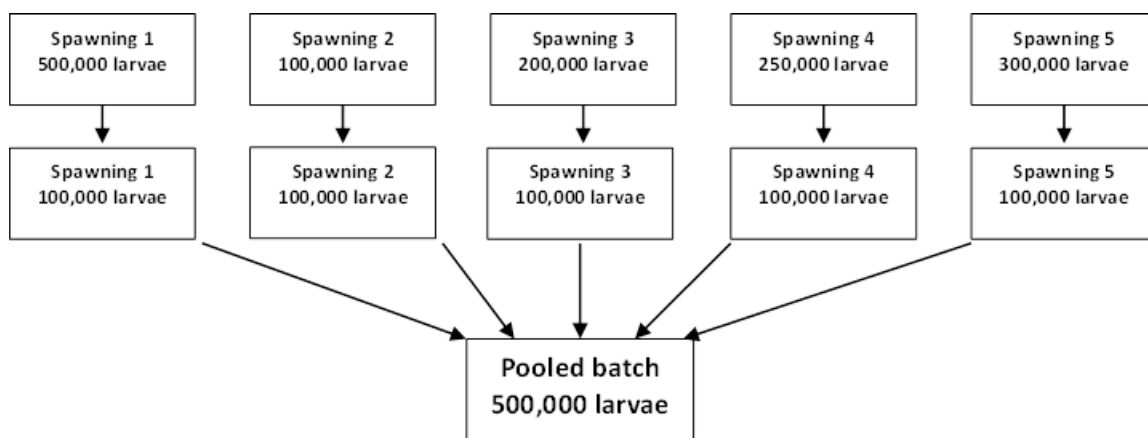 Spawning 1
500,000 larvae
Spawning 2
100,000 larvae
Spawning 3
200,000 larvae
Spawning 4
250,000 larvae
Spawning 5
300,000 larvae
Spawning 1
100,000 larvae
Spawning 2
100,000 larvae
Spawning 3
100,000 larvae
Spawning 4
100,000 larvae
Spawning 5
100,000 larvae
Pooled batch
500,000 larvae